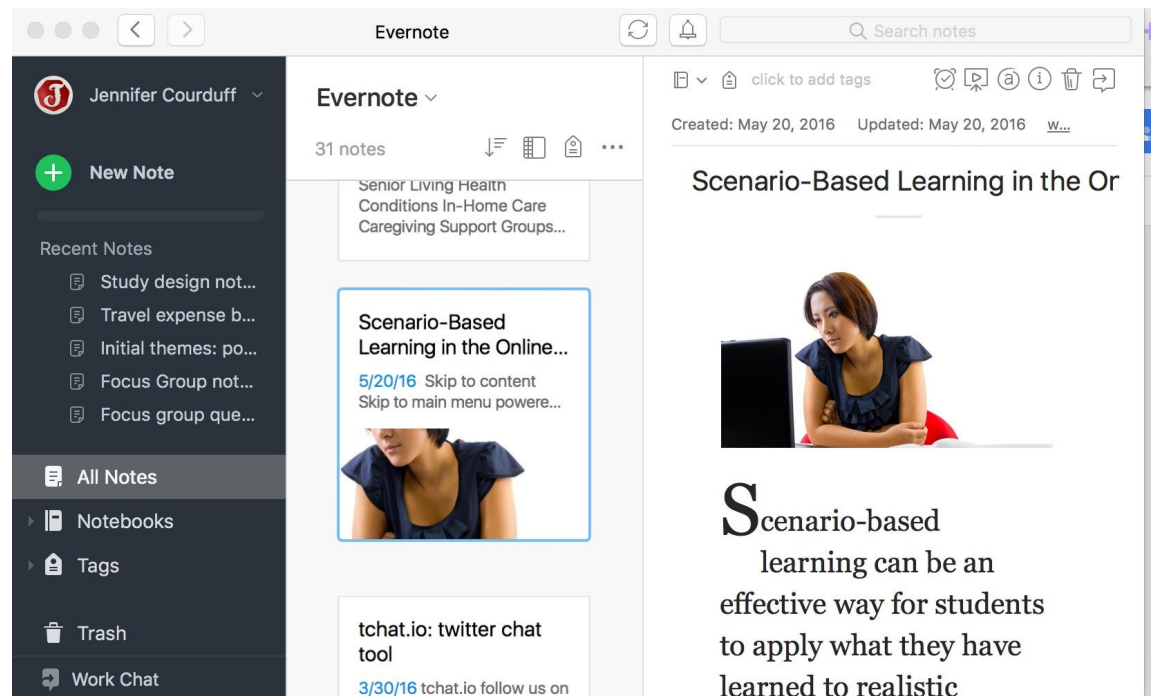 Evernote
Search notes
Jennifer Courduff
New Note
Recent Notes
Study design not...
Travel expense b...
Initial themes: po...
Focus Group not...
Focus group que...
All Notes
Notebooks
Tags
Trash
Work Chat
Evernote
31 notes
Senior Living Health
Conditions In-Home Care
Caregiving Support Groups...
Scenario-Based
Learning in the Online...
5/20/16 Skip to content
Skip to main menu powere...
tchat.io: twitter chat
tool
3/30/16 tchat.io follow us on
click to add tags
Created: May 20, 2016 Updated: May 20, 2016 w...
Scenario-Based Learning in the Or
Scenario-based
learning can be an
effective way for students
to apply what they have
learned to realistic